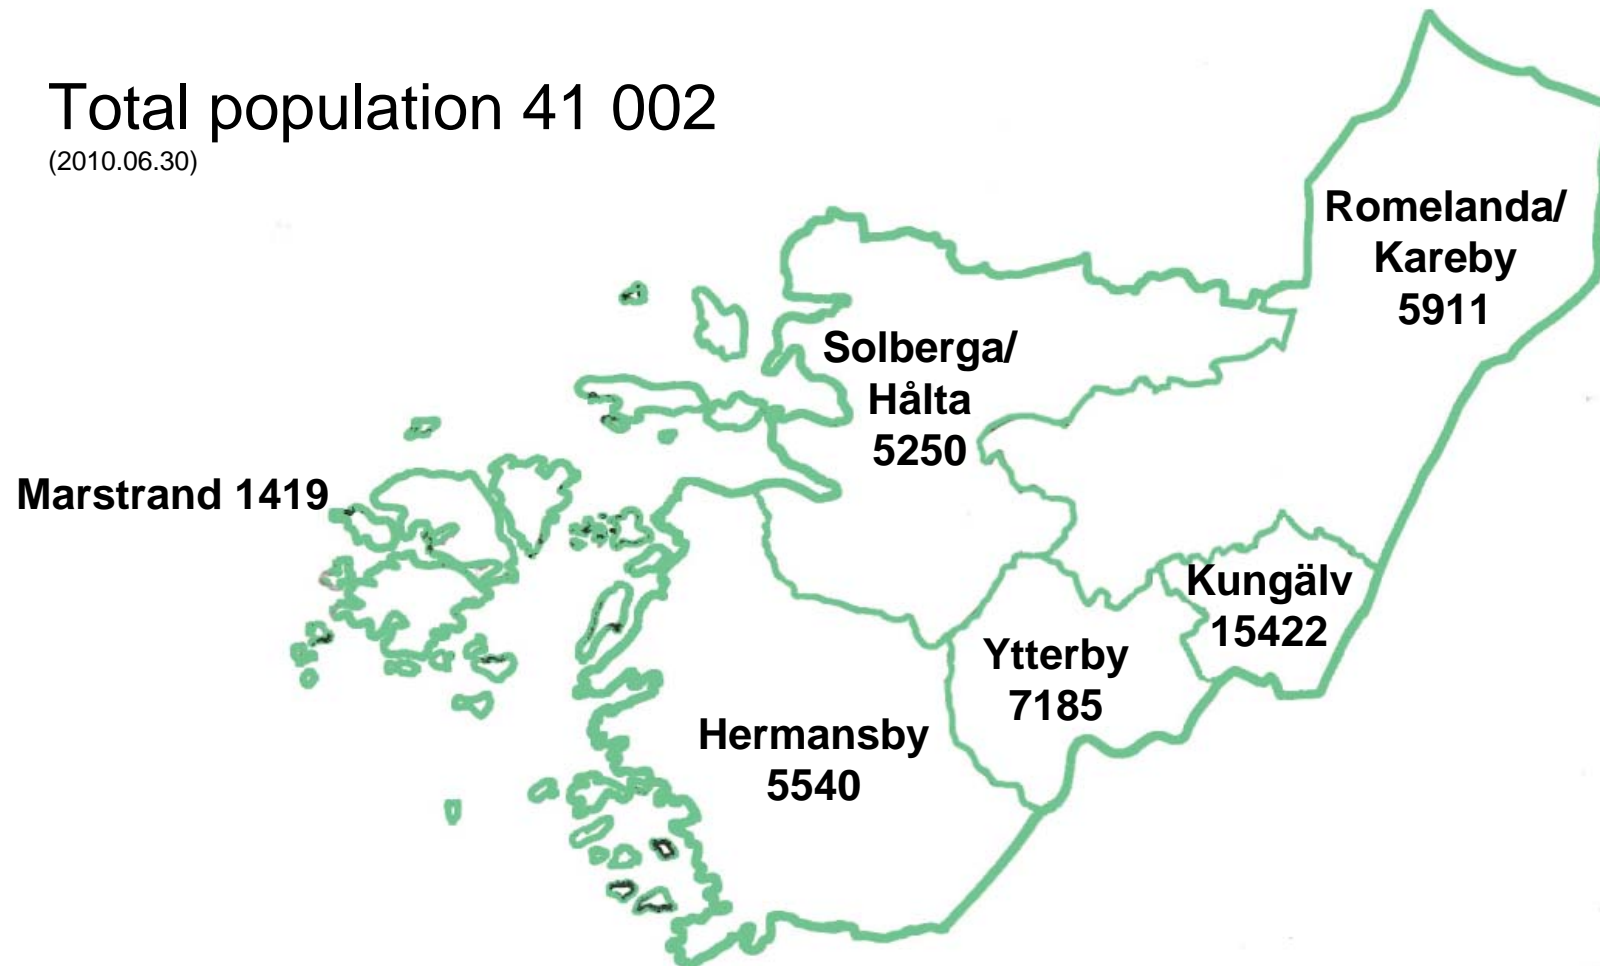 Total population 41 002
(2010.06.30)
Romelanda/
Kareby
5911
Solberga/
Hålta
5250
Marstrand 1419
Kungälv
15422
Ytterby
7185
Hermansby
5540